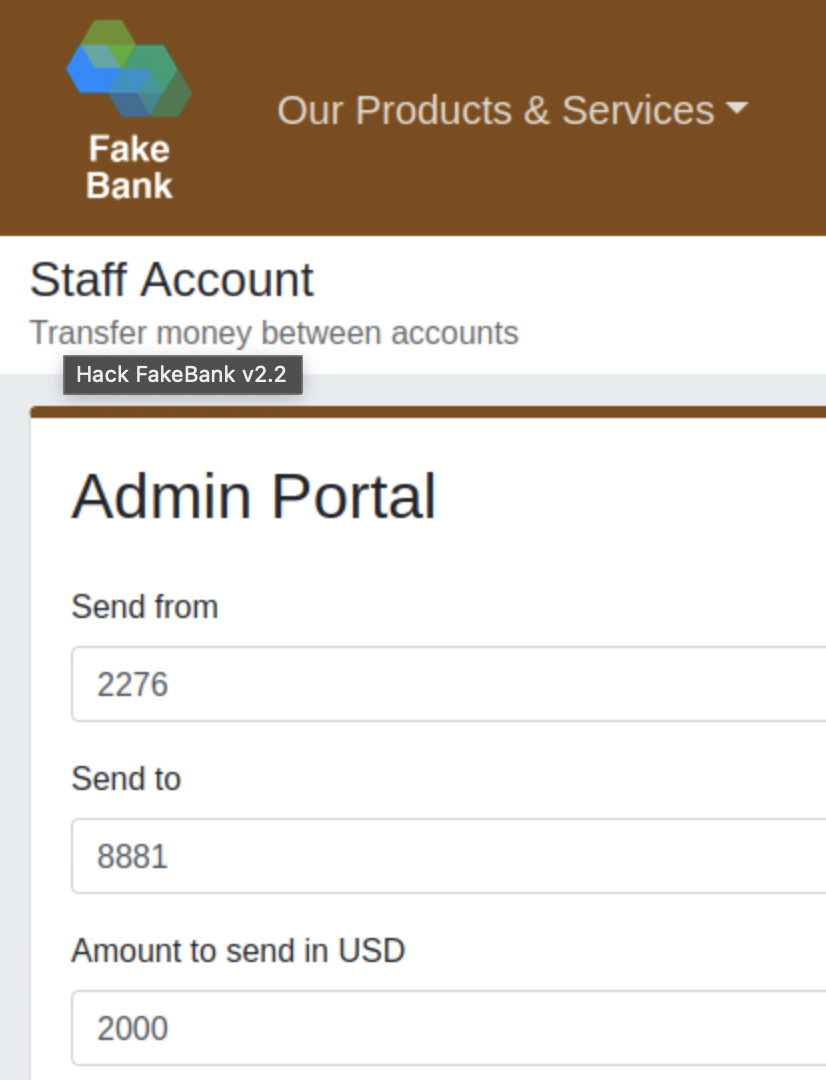 Fake
Bank
Our Products & Services
Staff Account
Transfer money between accounts
Hack FakeBank v2.2
Admin Portal
Send from
2276
Send to
8881
Amount to send in USD
2000